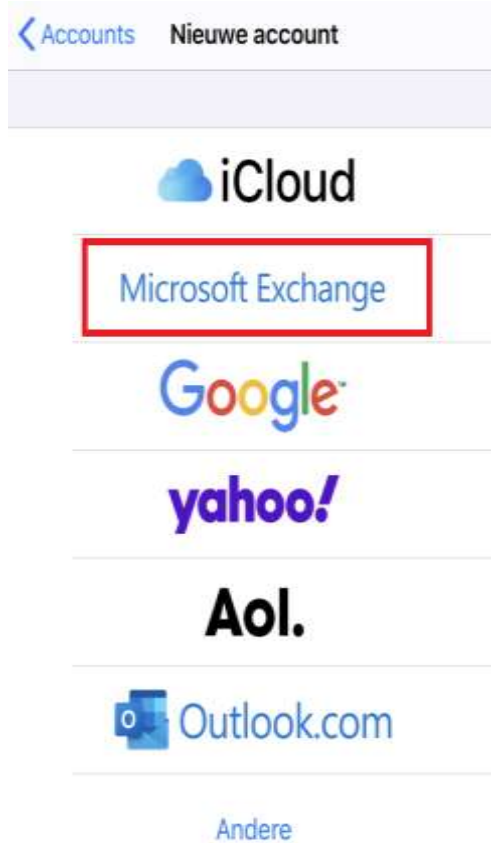 Accounts Nieuwe account
iCloud
Microsoft Exchange
Google
yahoo!
Aol.
Outlook.com
Andere